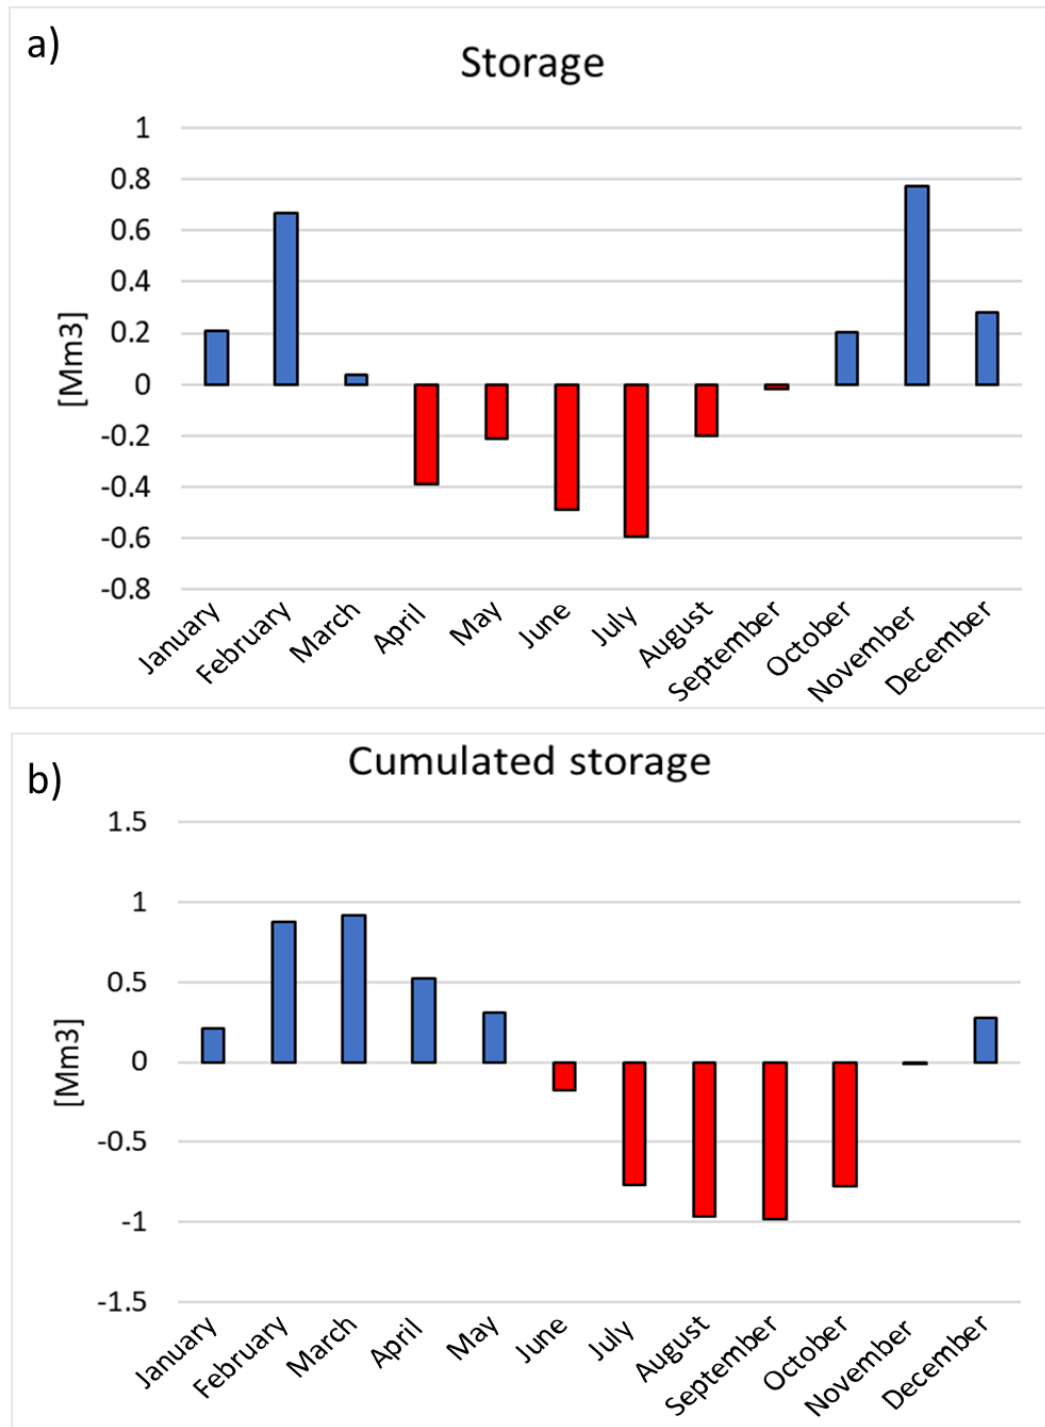 a)
Storage
1
0.8
0.6
0.4
0.2
0
-0.2
-0.4
-0.6
-0.8
[Mm3]
January
February
March
April
May
June
July
August
September
October
November
December
b)
Cumulated storage
1.5
1
0.5
0
-0.5
-1
-1.5
[Mm3]
January
February
March
April
May
June
July
August
September
October
November
December